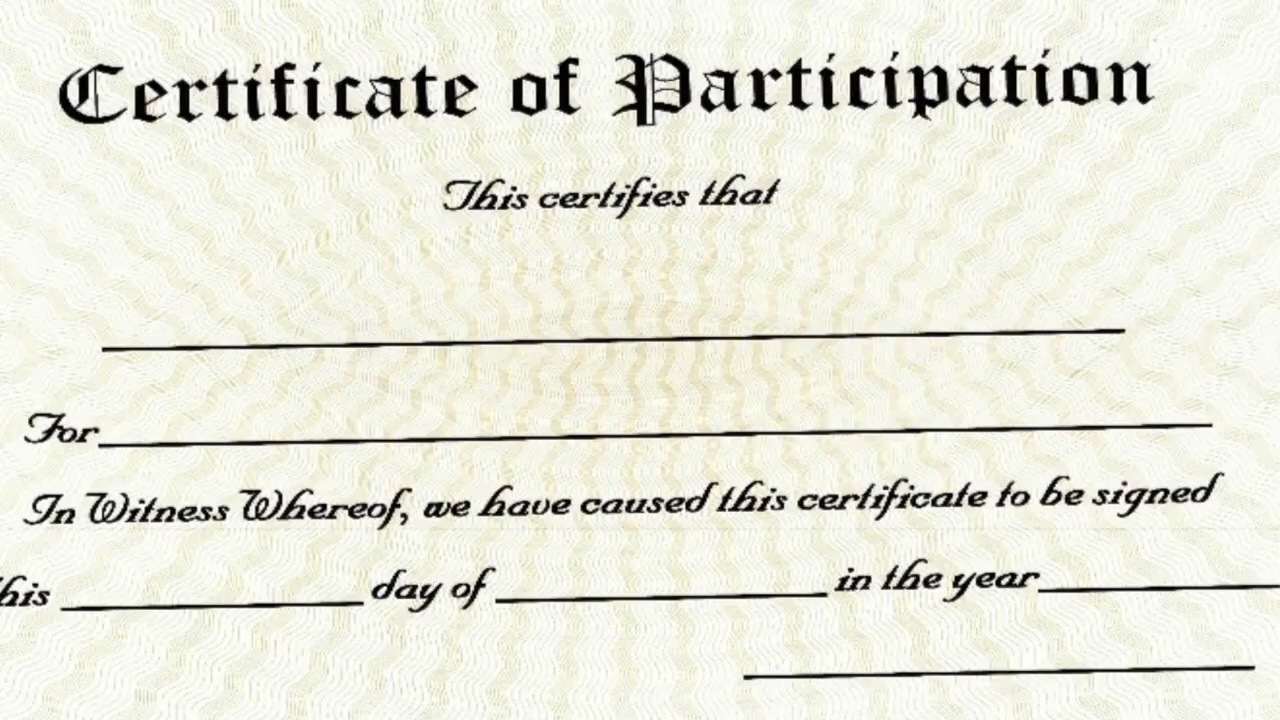 Certificate of Participation
This certifies that
For
In Witness Whereof, we have caused this certificate to be signed
his day of in the year